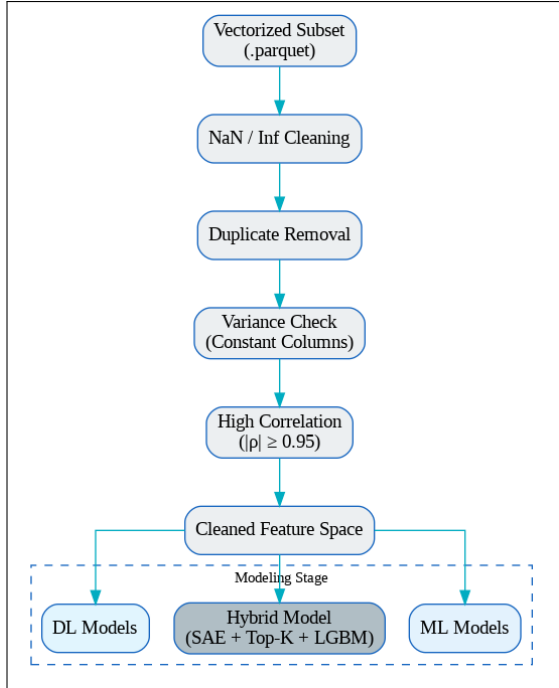 Vectorized Subset
(.parquet)
NaN / Inf Cleaning
Duplicate Removal
Variance Check
(Constant Columns)
High Correlation
(|ρ| ≥ 0.95)
Cleaned Feature Space
Modeling Stage
DL Models
Hybrid Model
(SAE + Top-K + LGBM)
ML Models